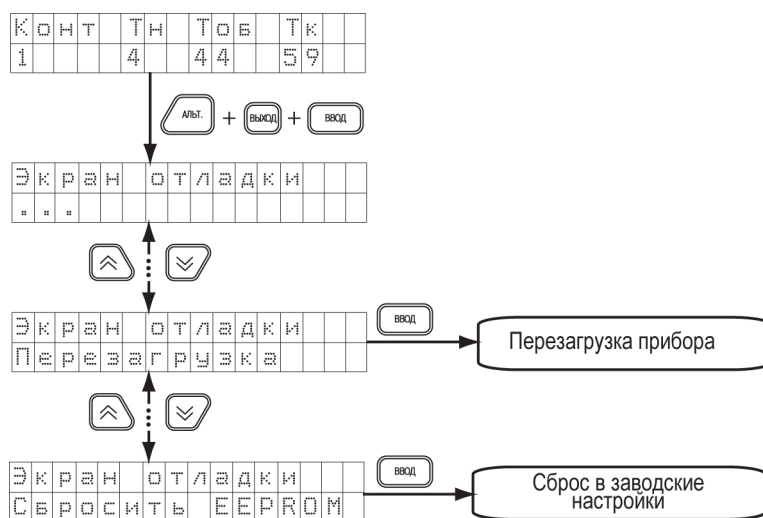 Конт Тн Тоб Тк
1 4 44 59
АЛЬТ. + ВЫХОД + ВВОД
Экран отладки
...
Экран отладки
Перезагрузка
ВВОД
Перезагрузка прибора
Экран отладки
Сбросить EEPROM
ВВОД
Сброс в заводские
настройки